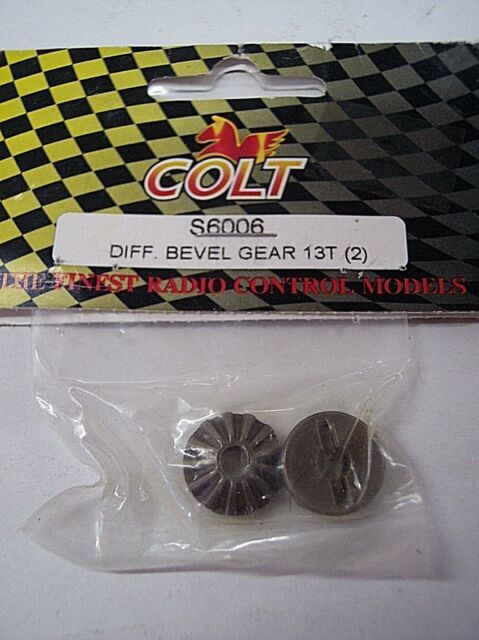 COLT
S6006
DIFF. BEVEL GEAR 13T (2)
THE FINEST RADIO CONTROL MODELS